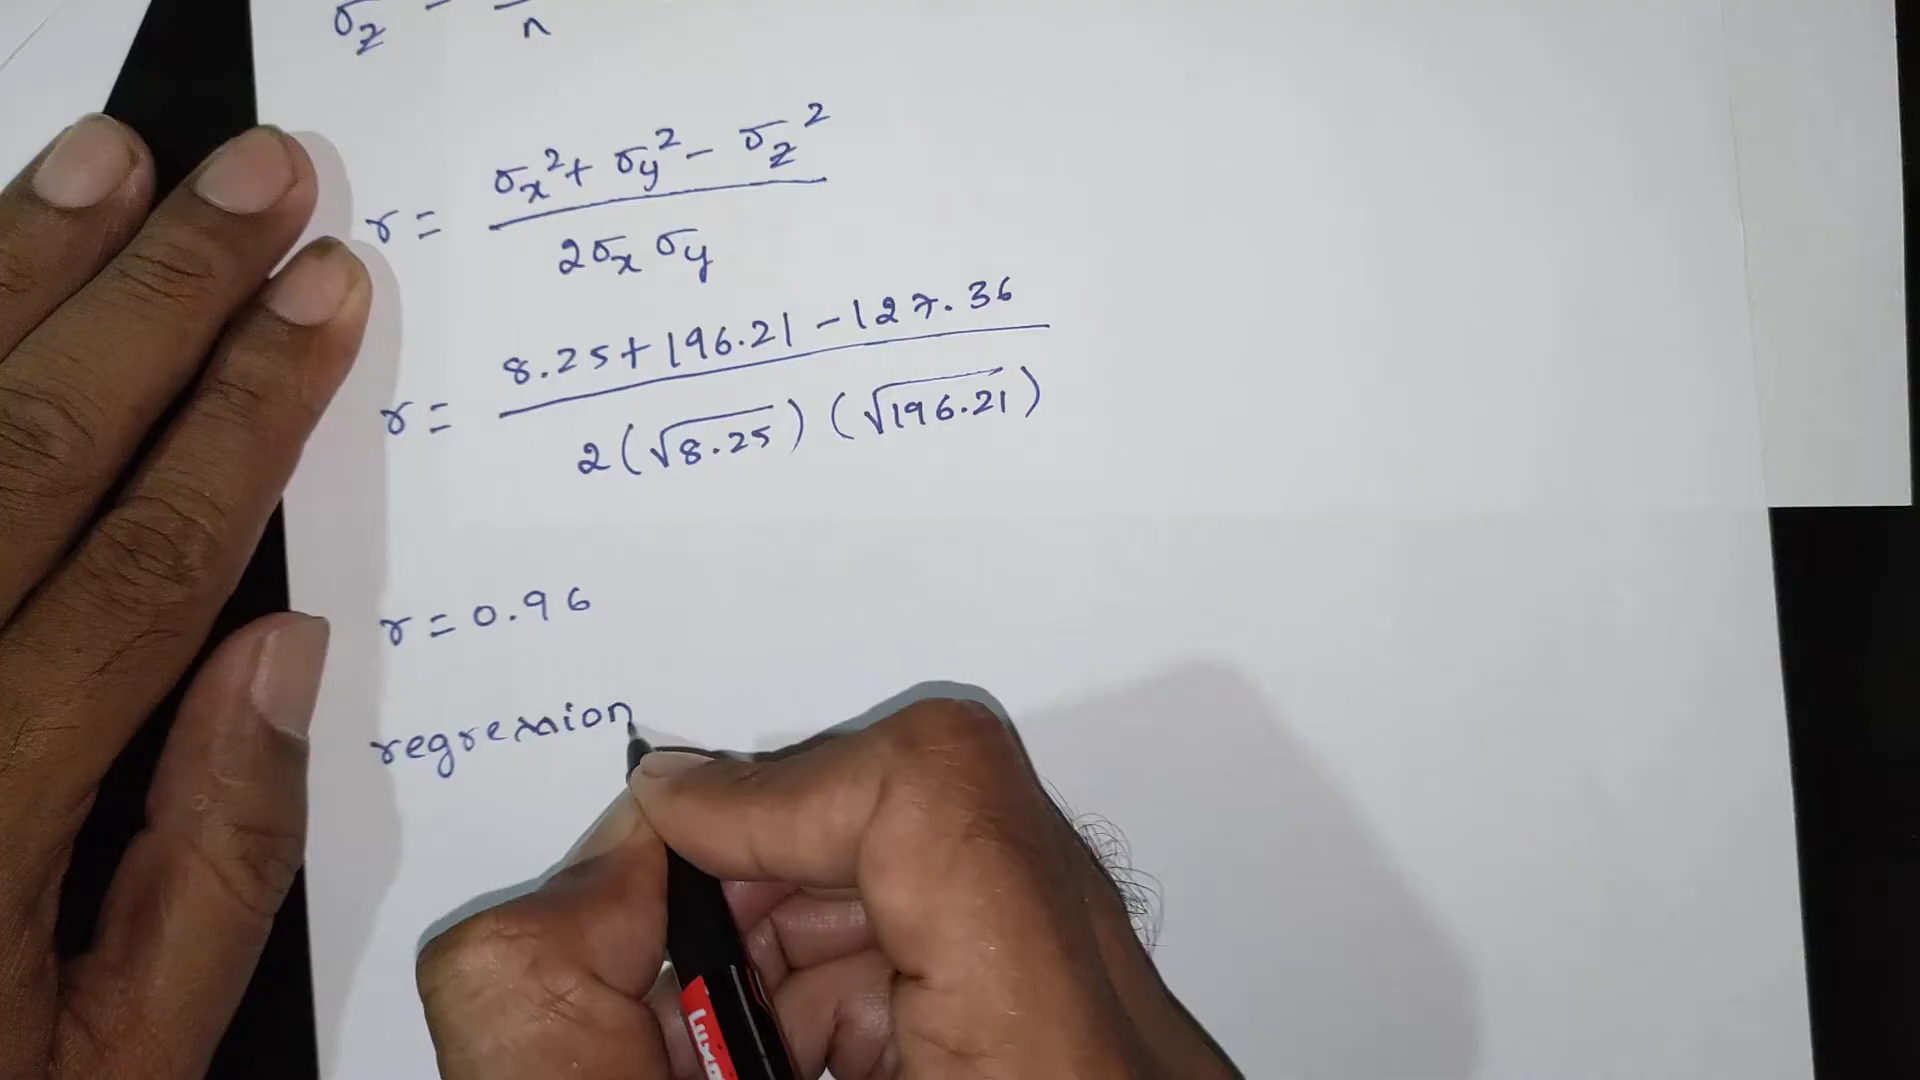 σz = — n
r = σx² + σy² - σz² / 2σx σy
r = 8.25 + 196.21 - 127.36 / 2(√8.25)(√196.21)
r = 0.96
regression